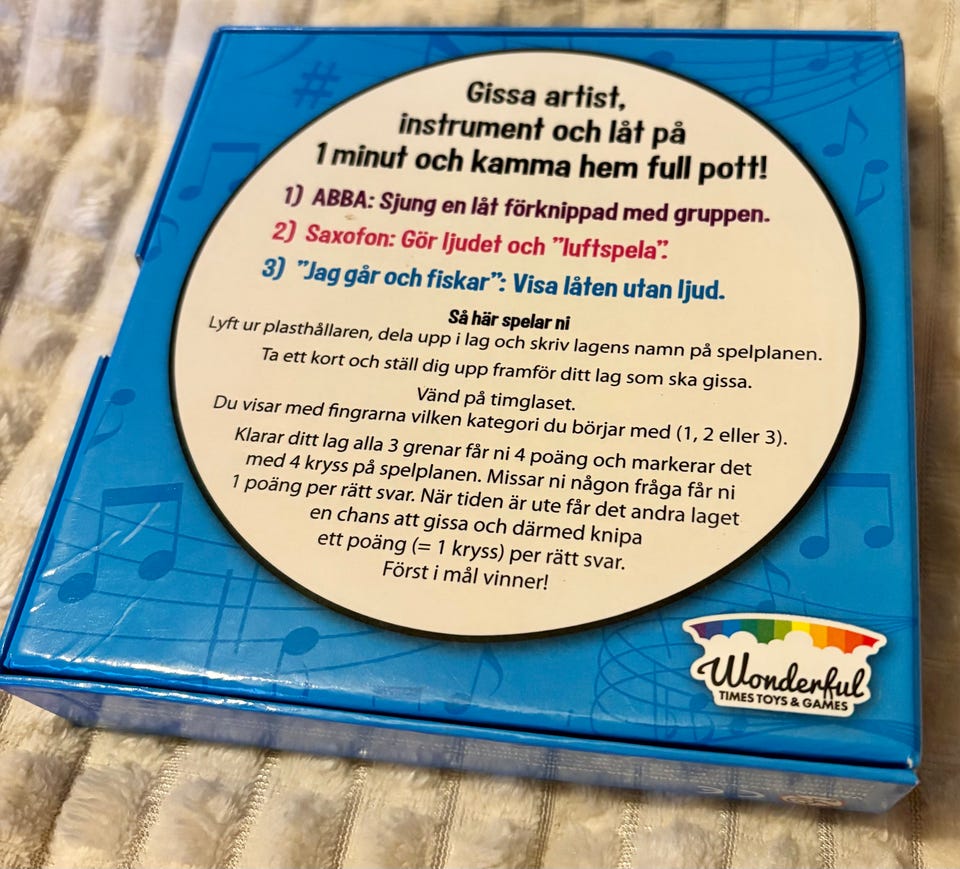 Gissa artist,
instrument och låt på
1 minut och kamma hem full pott!
1) ABBA: Sjung en låt förknippad med gruppen.
2) Saxofon: Gör ljudet och ”luftspela”.
3) ”Jag går och fiskar”: Visa låten utan ljud.
Så här spelar ni
Lyft ur plasthållaren, dela upp i lag och skriv lagens namn på spelplanen.
Ta ett kort och ställ dig upp framför ditt lag som ska gissa.
Vänd på timglaset.
Du visar med fingrarna vilken kategori du börjar med (1, 2 eller 3).
Klarar ditt lag alla 3 grenar får ni 4 poäng och markerar det
med 4 kryss på spelplanen. Missar ni någon fråga får ni
1 poäng per rätt svar. När tiden är ute får det andra laget
en chans att gissa och därmed knipa
ett poäng (= 1 kryss) per rätt svar.
Först i mål vinner!
Wonderful
TIMES TOYS & GAMES